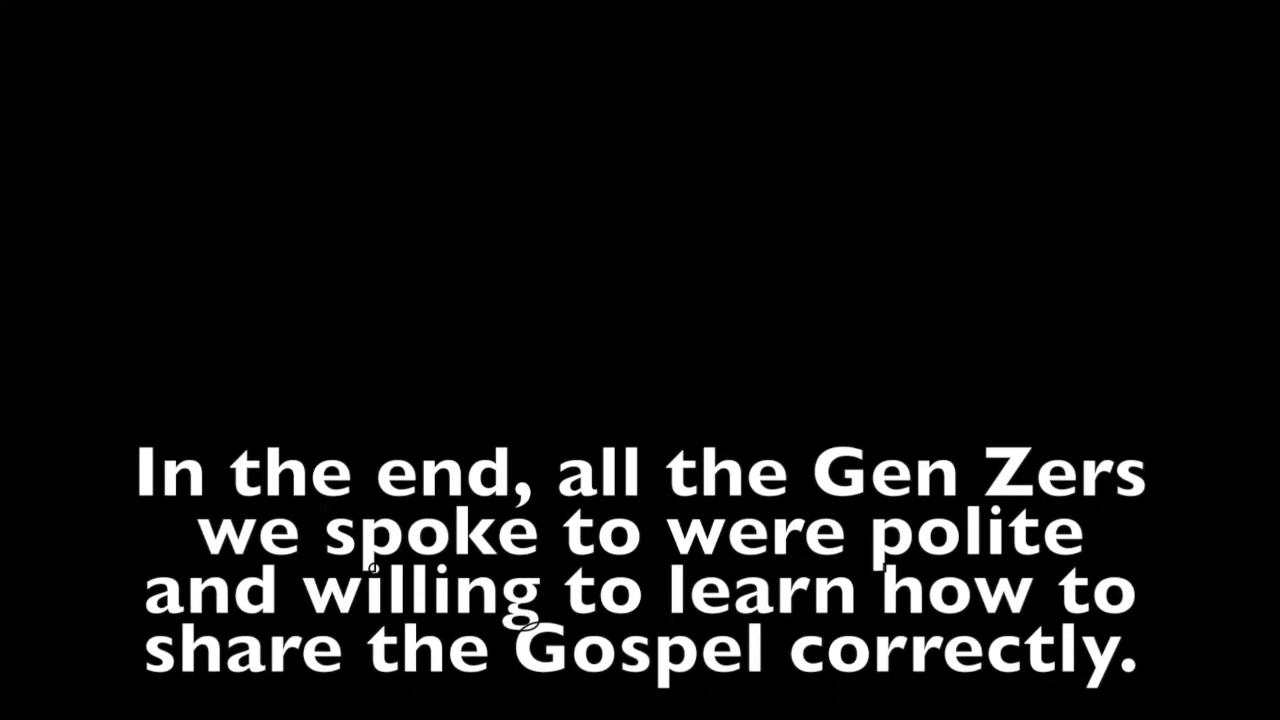 In the end, all the Gen Zers
we spoke to were polite
and willing to learn how to
share the Gospel correctly.